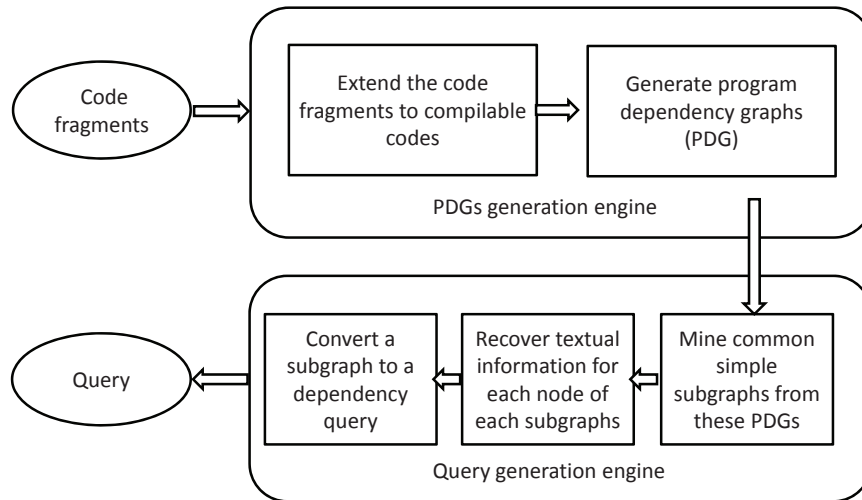 Code
fragments
Extend the code
fragments to compilable
codes
Generate program
dependency graphs
(PDG)
PDGs generation engine
Query
Convert a
subgraph to a
dependency
query
Recover textual
information for
each node of
each subgraphs
Mine common
simple
subgraphs from
these PDGs
Query generation engine